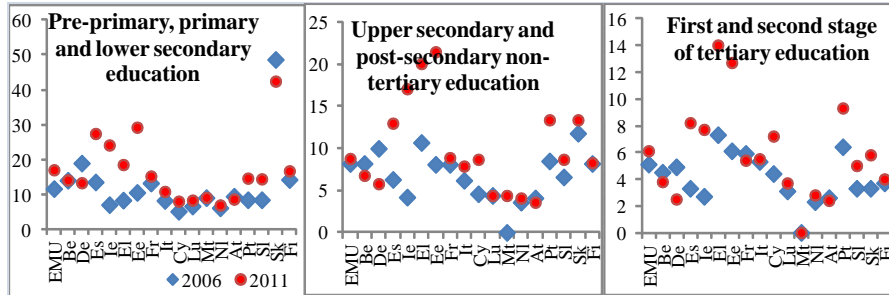 Pre-primary, primary
and lower secondary
education
60
50
40
30
20
10
0
EMU
Be
De
Es
Ie
El
Ee
Fr
It
Cy
Lu
Mt
Nl
At
Pt
Sl
Sk
Fi
2006
2011
Upper secondary and
post-secondary non-
tertiary education
25
20
15
10
5
0
EMU
Be
De
Es
Ie
El
Ee
Fr
It
Cy
Lu
Mt
Nl
At
Pt
Sl
Sk
Fi
First and second stage
of tertiary education
16
14
12
10
8
6
4
2
0
EMU
Be
De
Es
Ie
El
Ee
Fr
It
Cy
Lu
Mt
Nl
At
Pt
Sl
Sk
Fi